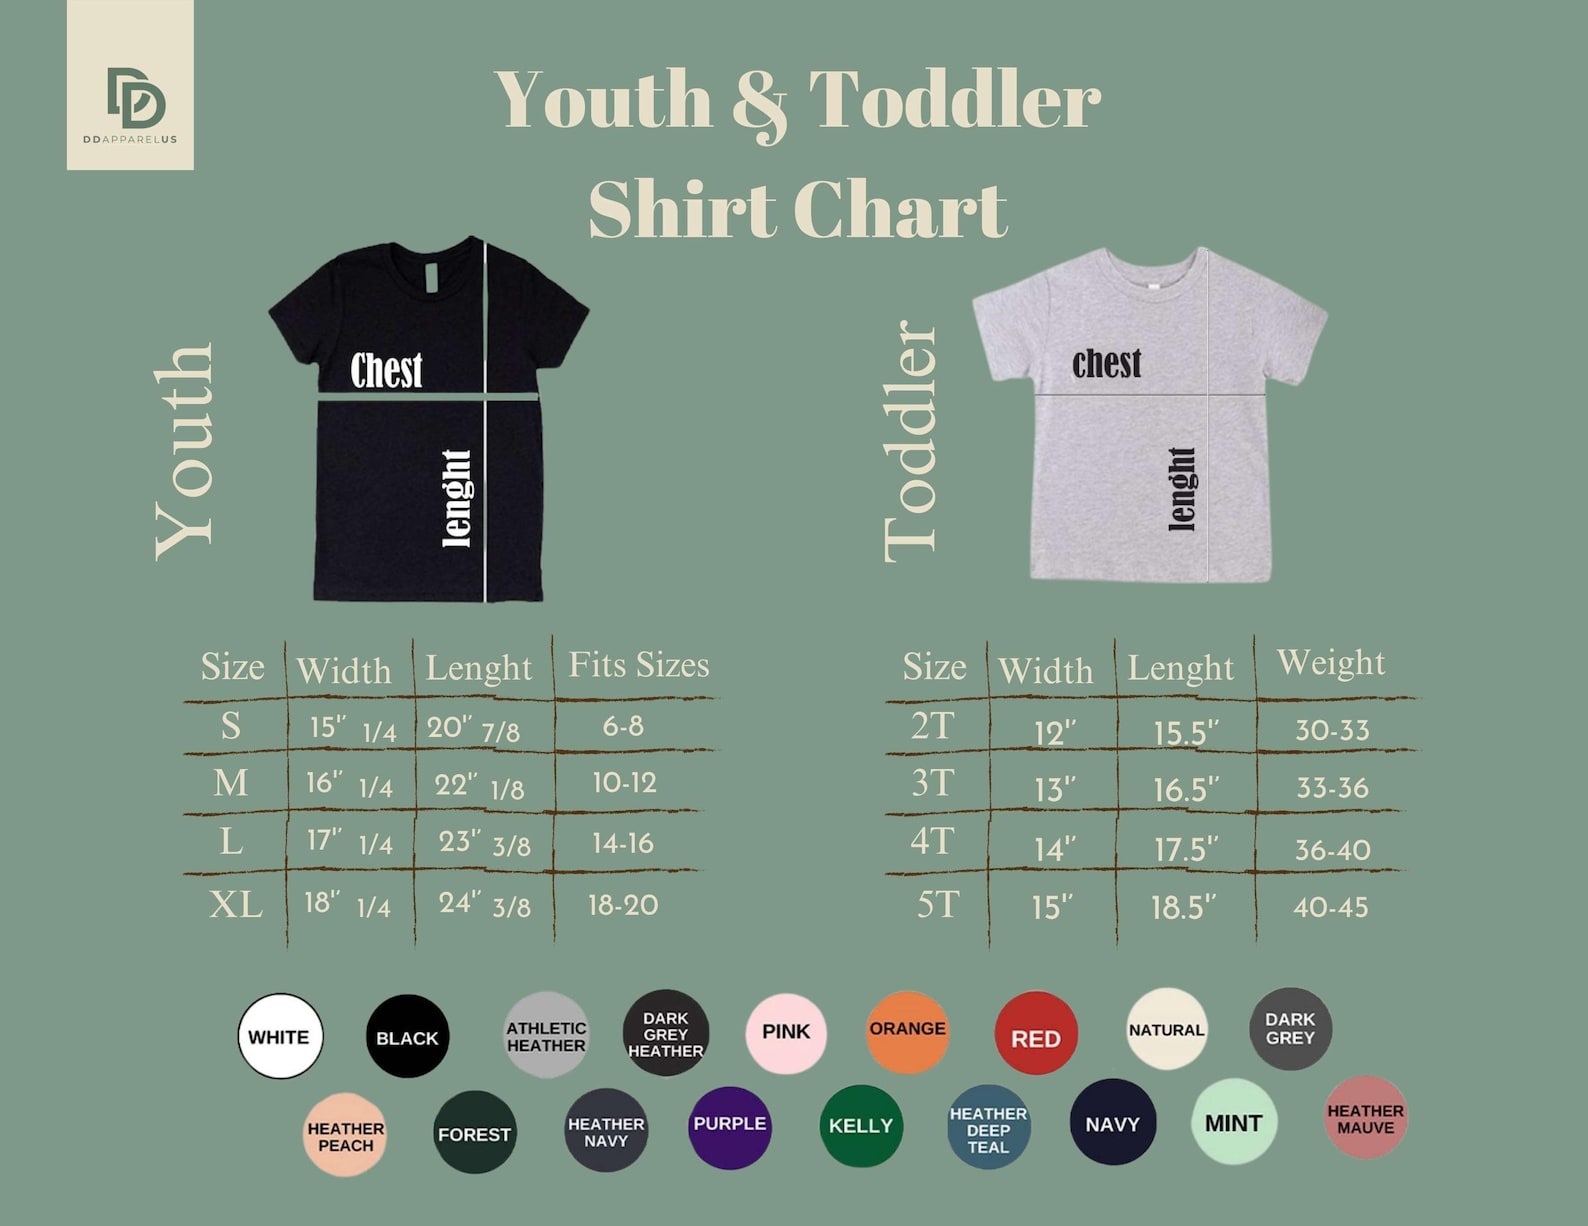 DDAPPARELUS
Youth & Toddler
Shirt Chart
Youth
Chest
lenght
Toddler
chest
lenght
Size Width Lenght Fits Sizes
S 15" 1/4 20" 7/8 6-8
M 16" 1/4 22" 1/8 10-12
L 17" 1/4 23" 3/8 14-16
XL 18" 1/4 24" 3/8 18-20
Size Width Lenght Weight
2T 12" 15.5" 30-33
3T 13" 16.5" 33-36
4T 14" 17.5" 36-40
5T 15" 18.5" 40-45
WHITE
BLACK
ATHLETIC
HEATHER
DARK
GREY
HEATHER
PINK
ORANGE
RED
NATURAL
DARK
GREY
HEATHER
PEACH
FOREST
HEATHER
NAVY
PURPLE
KELLY
HEATHER
DEEP
TEAL
NAVY
MINT
HEATHER
MAUVE